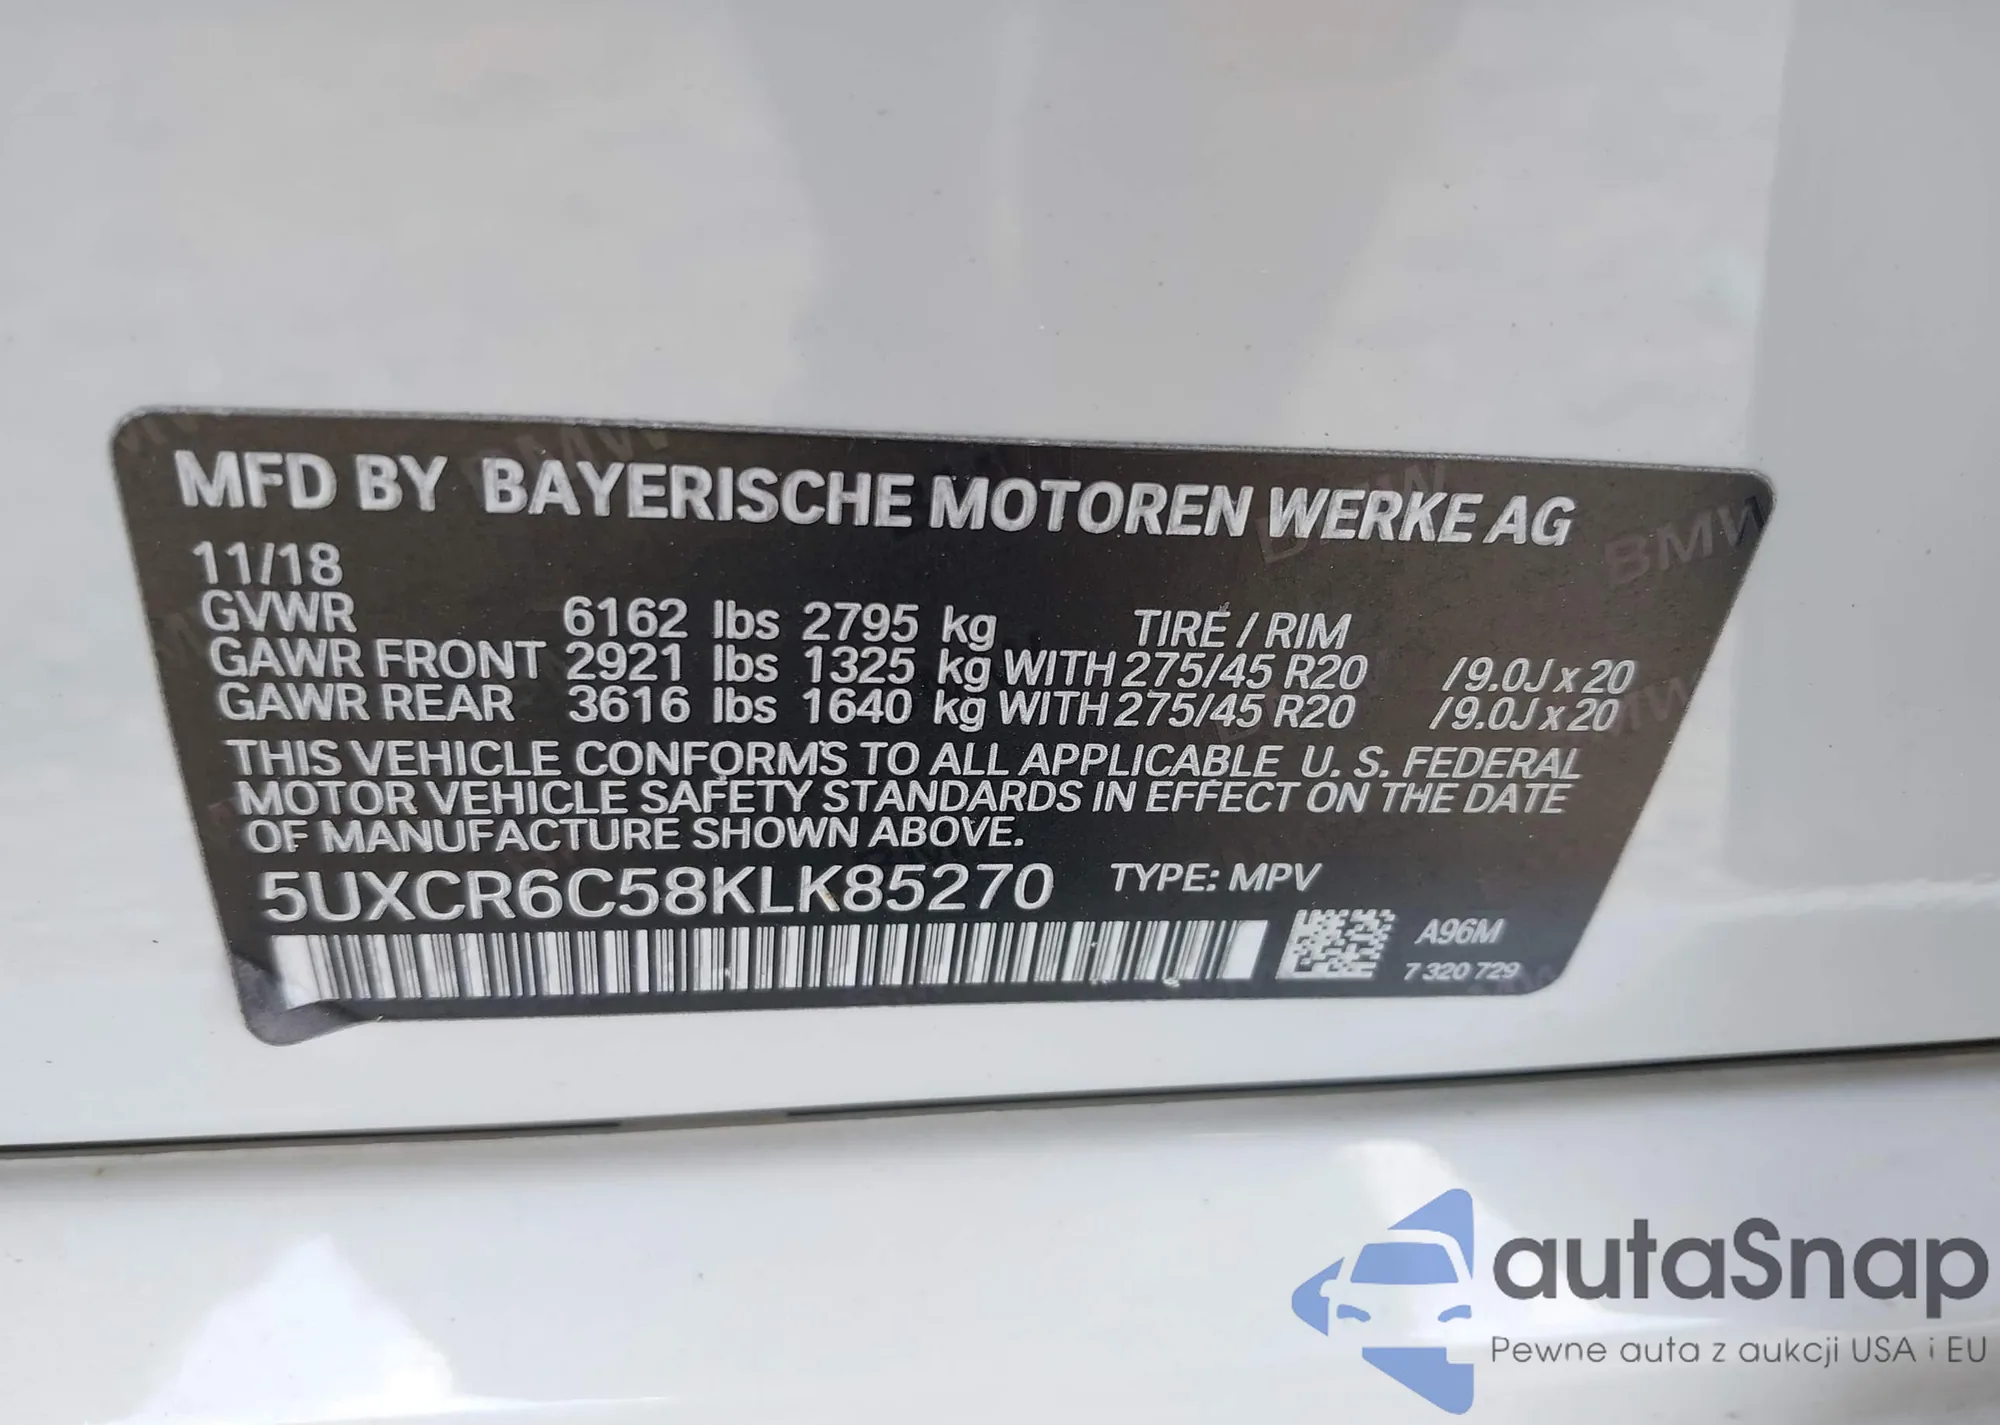 MFD BY BAYERISCHE MOTOREN WERKE AG
11/18
GVWR 6162 lbs 2795 kg TIRE / RIM
GAWR FRONT 2921 lbs 1325 kg WITH 275/45 R20 /9.0J x 20
GAWR REAR 3616 lbs 1640 kg WITH 275/45 R20 /9.0J x 20
THIS VEHICLE CONFORMS TO ALL APPLICABLE U. S. FEDERAL
MOTOR VEHICLE SAFETY STANDARDS IN EFFECT ON THE DATE
OF MANUFACTURE SHOWN ABOVE.
5UXCR6C58KLK85270 TYPE: MPV
A96M
7 320 729
autaSnap
Pewne auta z aukcji USA i EU